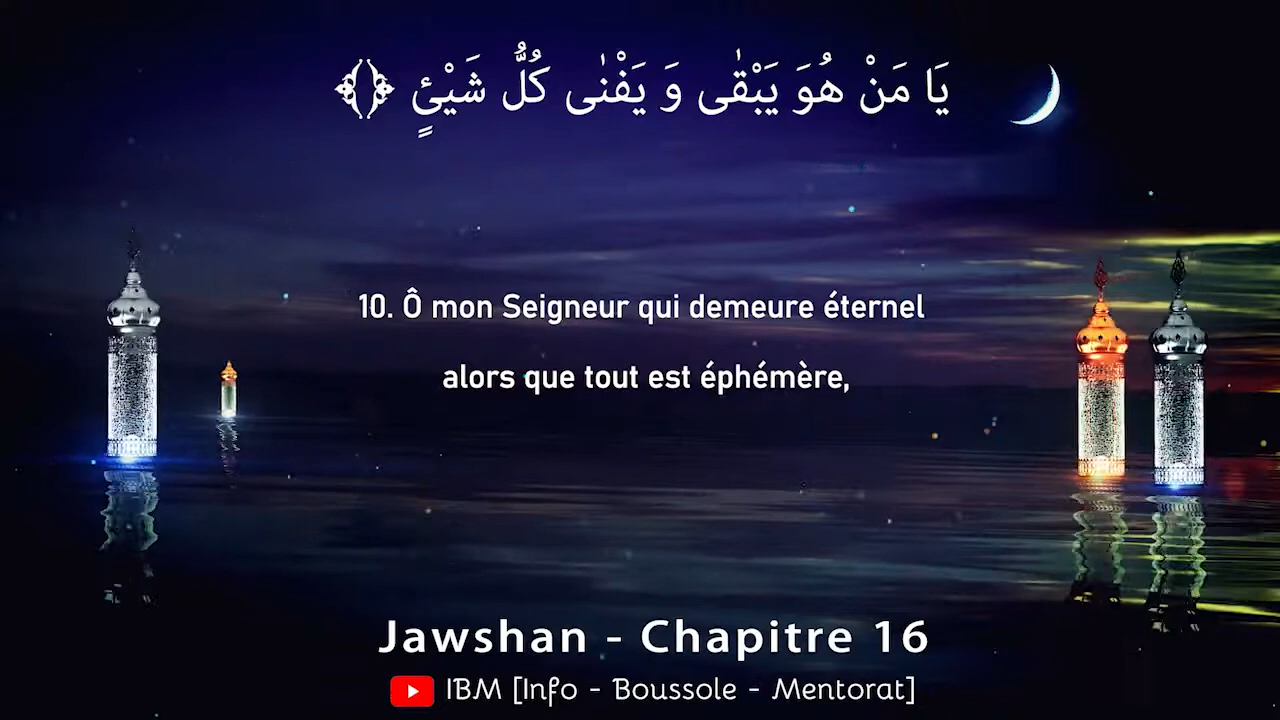 يَا مَنْ هُوَ يَبْقٰى وَ يَفْنٰى كُلُّ شَيْئٍ ﴿﴾
10. Ô mon Seigneur qui demeure éternel
alors que tout est éphémère,
Jawshan - Chapitre 16
IBM [Info - Boussole - Mentorat]